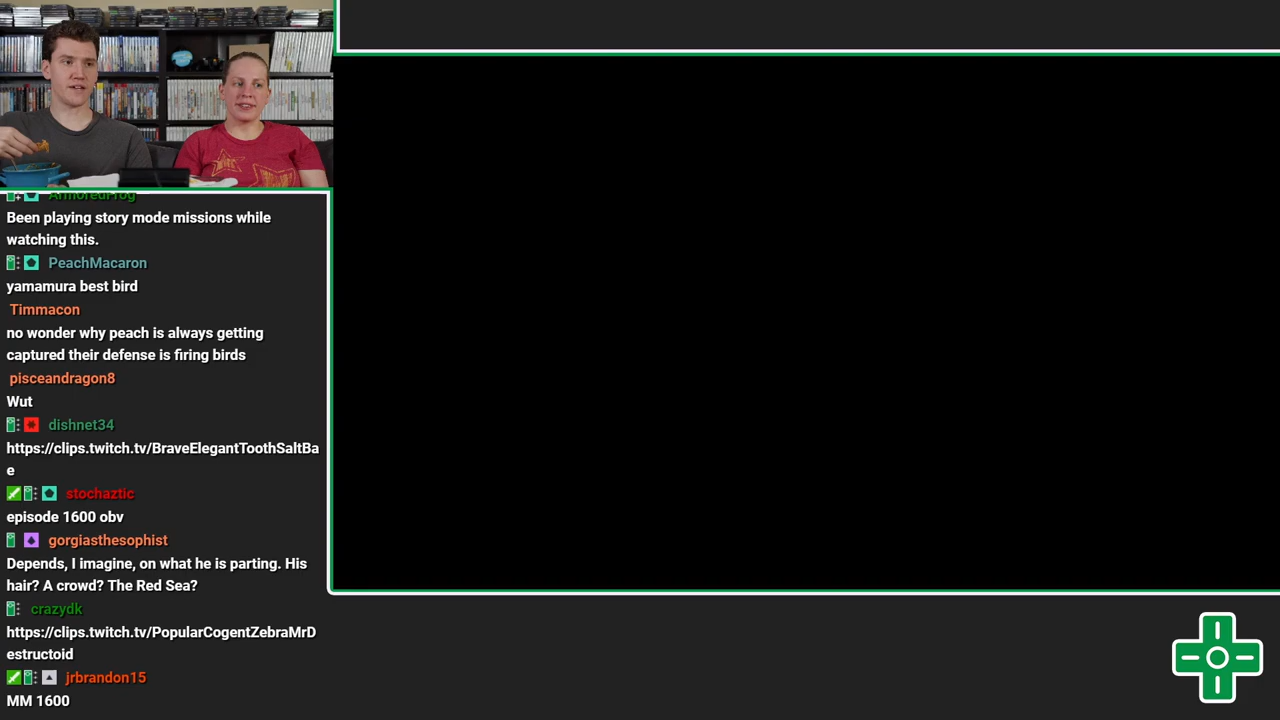 ArmoredFrog
Been playing story mode missions while
watching this.
PeachMacaron
yamamura best bird
Timmacon
no wonder why peach is always getting
captured their defense is firing birds
pisceandragon8
Wut
dishnet34
https://clips.twitch.tv/BraveElegantToothSaltBa
e
stochaztic
episode 1600 obv
gorgiasthesophist
Depends, I imagine, on what he is parting. His
hair? A crowd? The Red Sea?
crazydk
https://clips.twitch.tv/PopularCogentZebraMrD
estructoid
jrbrandon15
MM 1600